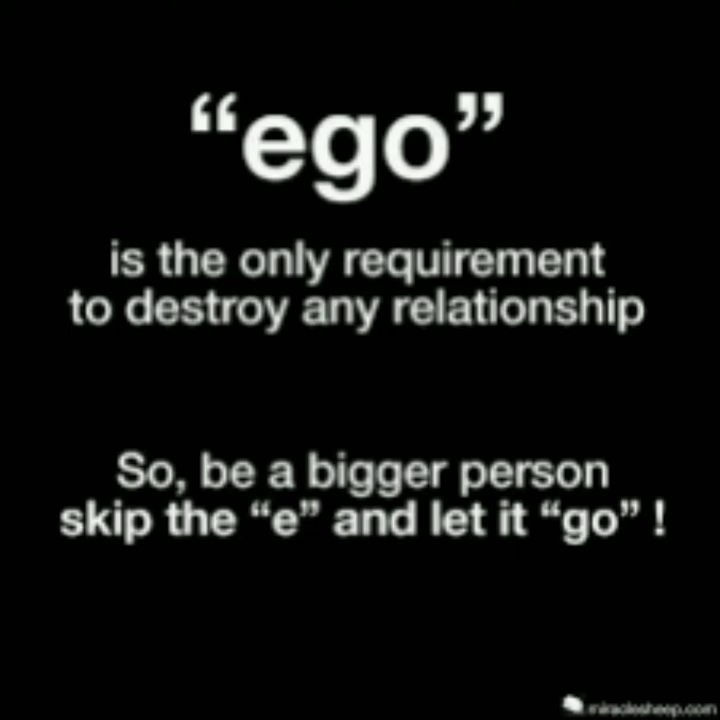 “ego”
is the only requirement
to destroy any relationship
So, be a bigger person
skip the “e” and let it “go” !
miraclesheep.com